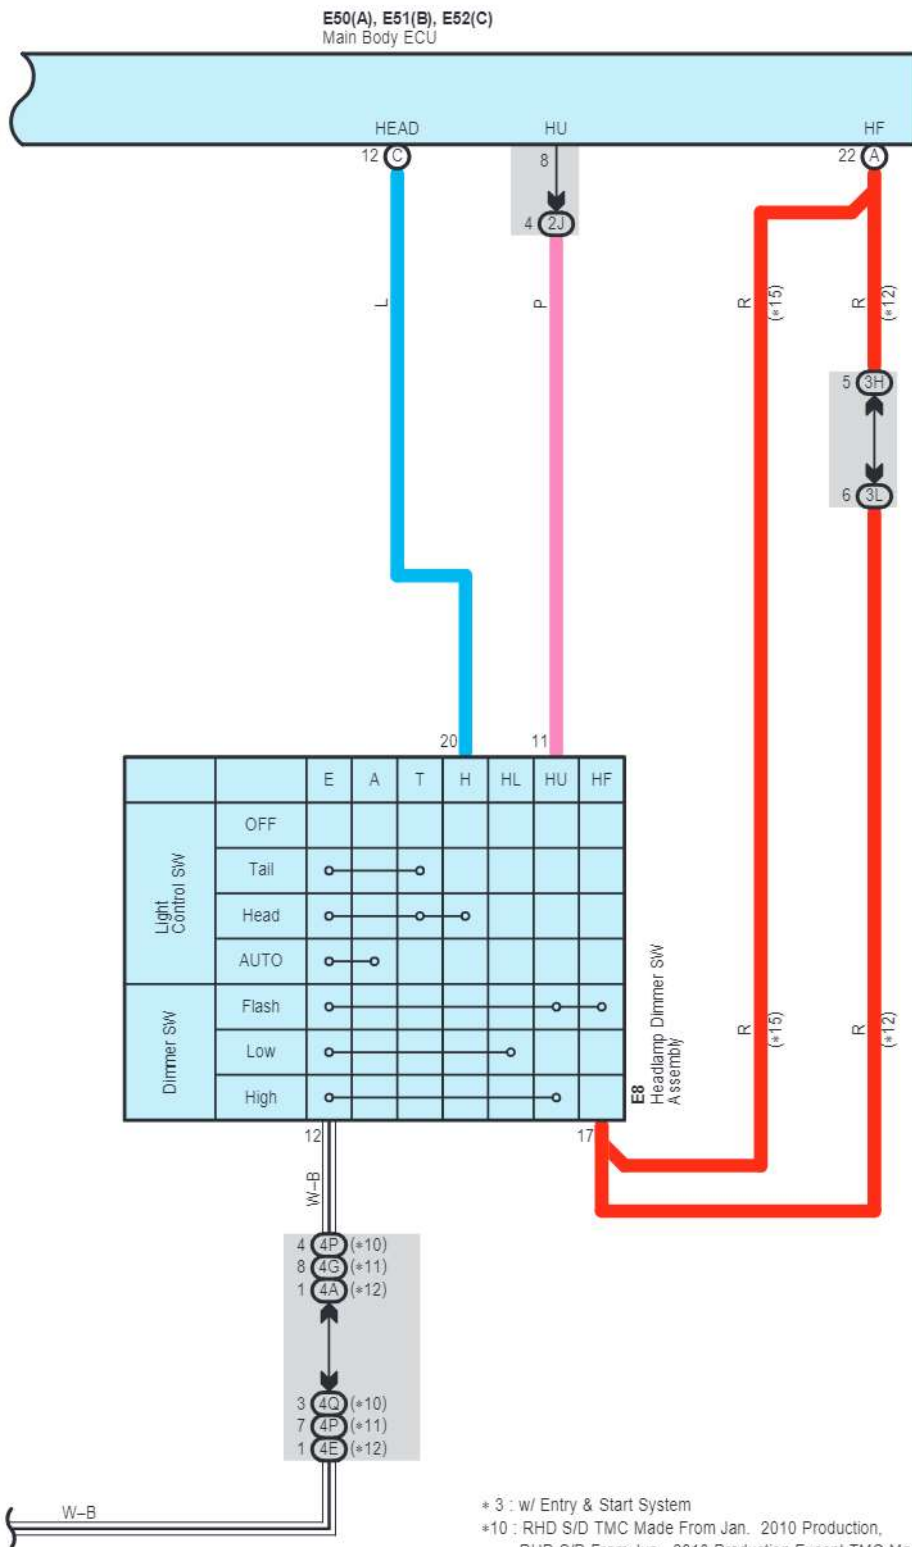 E50(A), E51(B), E52(C)
Main Body ECU
HEAD HU HF
12 C 8 22 A
4 2J
L P R (*15) R (*12)
5 3H
6 3L
20 11
E A T H HL HU HF
Light Control SW
OFF
Tail
Head
AUTO
Dimmer SW
Flash
Low
High
E8
Headlamp Dimmer SW
Assembly
R (*15) R (*12)
12 17
W–B
4 4P (*10)
8 4G (*11)
1 4A (*12)
3 4Q (*10)
7 4P (*11)
1 4E (*12)
W–B
* 3 : w/ Entry & Start System
*10 : RHD S/D TMC Made From Jan. 2010 Production,